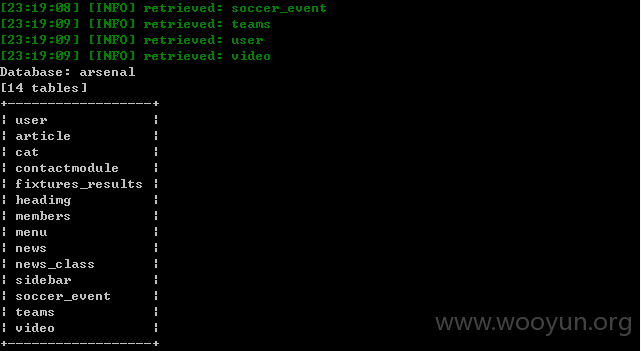 [23:19:08] [INFO] retrieved: soccer_event
[23:19:09] [INFO] retrieved: teams
[23:19:09] [INFO] retrieved: user
[23:19:09] [INFO] retrieved: video
Database: arsenal
[14 tables]
+------------------+
| user             |
| article          |
| cat              |
| contactmodule    |
| fixtures_results |
| heading          |
| members          |
| menu             |
| news             |
| news_class       |
| sidebar          |
| soccer_event     |
| teams            |
| video            |
+------------------+
www.wooyun.org